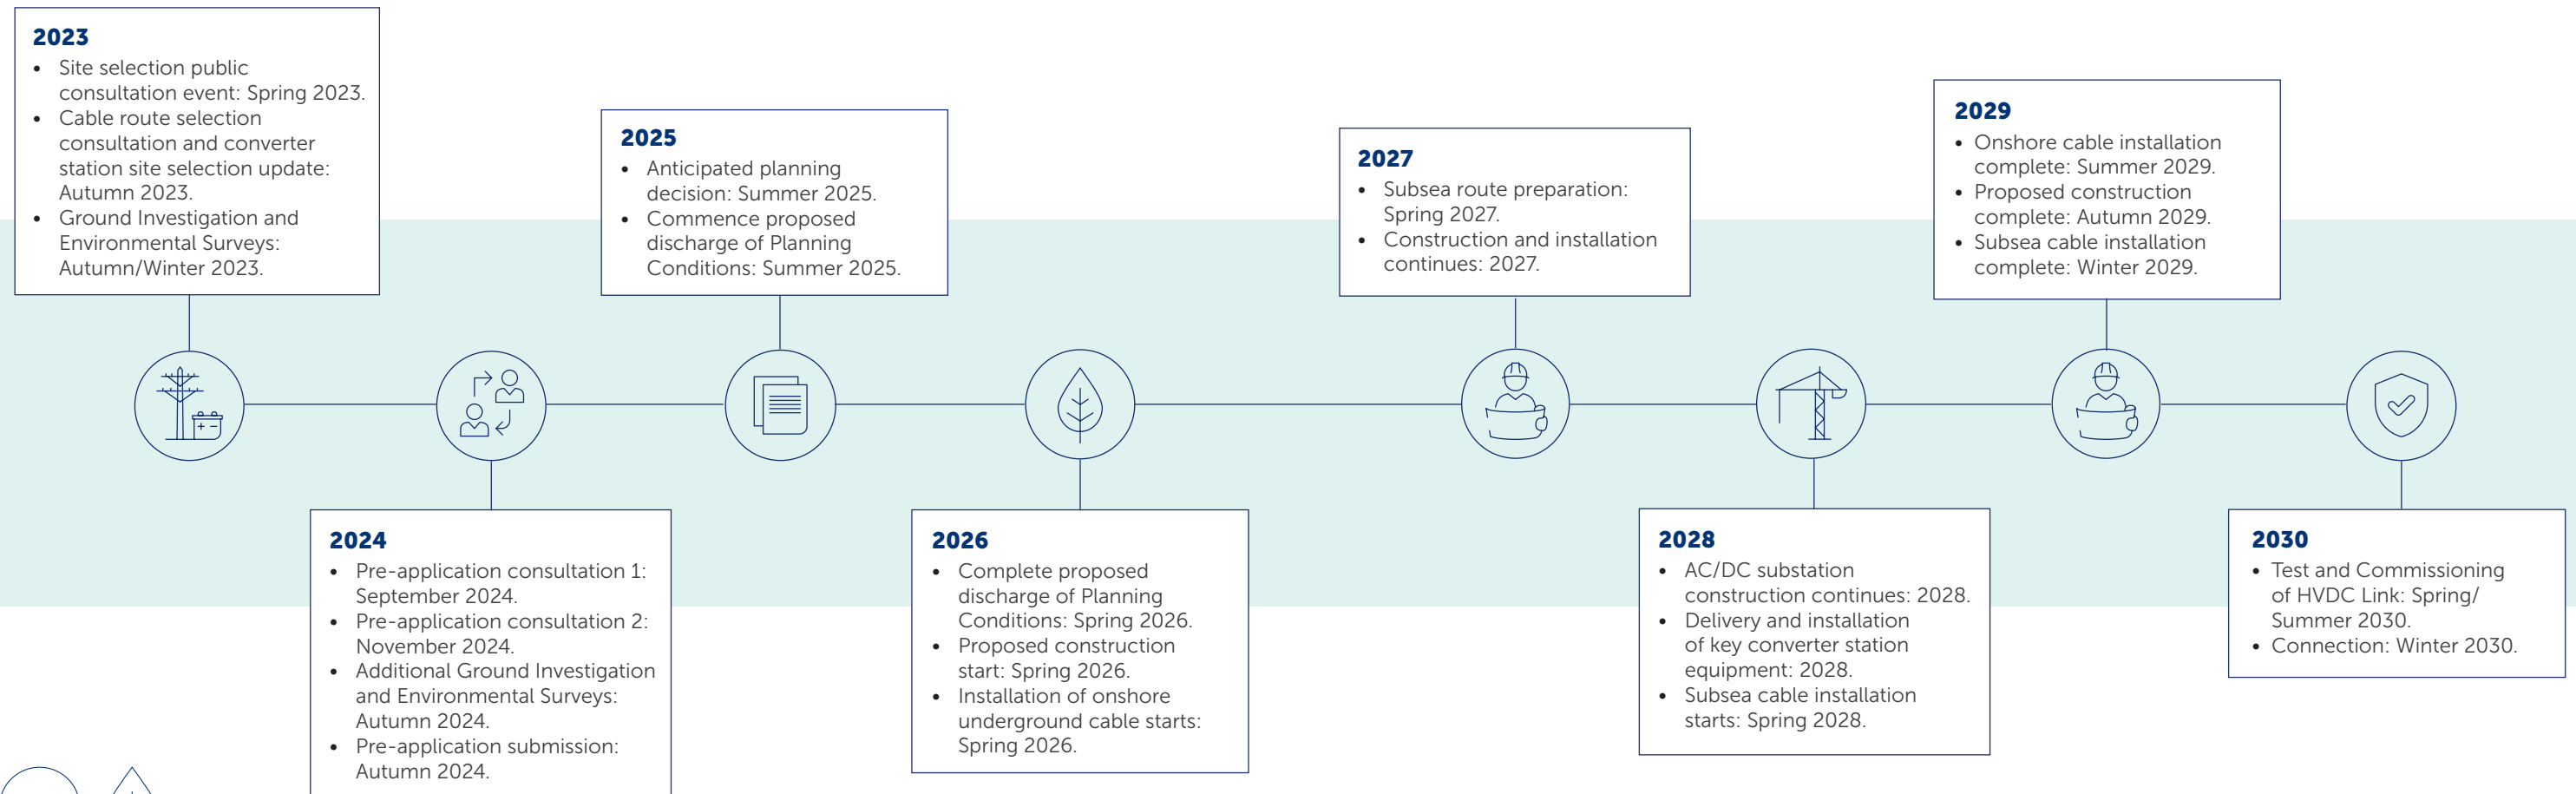 2023
• Site selection public
consultation event: Spring 2023.
• Cable route selection
consultation and converter
station site selection update:
Autumn 2023.
• Ground Investigation and
Environmental Surveys:
Autumn/Winter 2023.
2024
• Pre-application consultation 1:
September 2024.
• Pre-application consultation 2:
November 2024.
• Additional Ground Investigation
and Environmental Surveys:
Autumn 2024.
• Pre-application submission:
Autumn 2024.
2025
• Anticipated planning
decision: Summer 2025.
• Commence proposed
discharge of Planning
Conditions: Summer 2025.
2026
• Complete proposed
discharge of Planning
Conditions: Spring 2026.
• Proposed construction
start: Spring 2026.
• Installation of onshore
underground cable starts:
Spring 2026.
2027
• Subsea route preparation:
Spring 2027.
• Construction and installation
continues: 2027.
2028
• AC/DC substation
construction continues: 2028.
• Delivery and installation
of key converter station
equipment: 2028.
• Subsea cable installation
starts: Spring 2028.
2029
• Onshore cable installation
complete: Summer 2029.
• Proposed construction
complete: Autumn 2029.
• Subsea cable installation
complete: Winter 2029.
2030
• Test and Commissioning
of HVDC Link: Spring/
Summer 2030.
• Connection: Winter 2030.